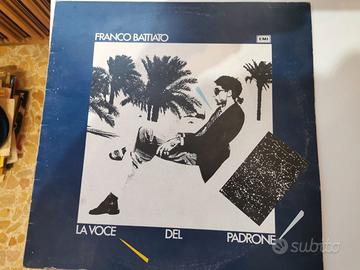 FRANCO BATTIATO
EMI
LA VOCE DEL PADRONE
subito